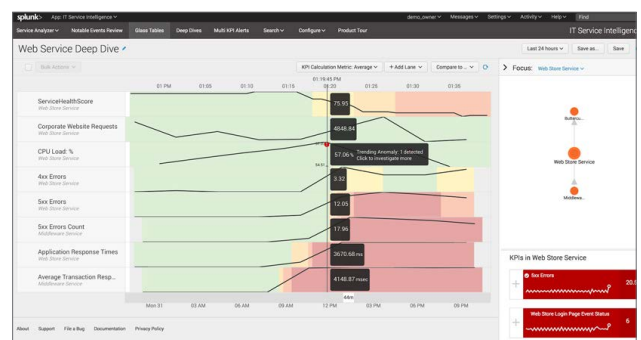 splunk> App: IT Service Intelligence demo_owner Messages Settings Activity Help Find
Service Analyzer Notable Events Review Glass Tables Deep Dives Multi KPI Alerts Search Configure Product Tour IT Service Intelligenc
Web Service Deep Dive Last 24 hours Save as... Save
Bulk Actions KPI Calculation Metric: Average + Add Lane Compare to ... Focus: Web Store Service
01:19:45 PM
01 PM 01:05 01:10 01:15 01:20 01:25 01:30 01:35
ServiceHealthScore 75.95
Web Store Service
Corporate Website Requests 4848.84
Web Store Service
CPU Load: % 57.06 % Trending Anomaly: 1 detected
Web Store Service Click to investigate more
4xx Errors 3.32
Web Store Service
5xx Errors 12.05
Web Store Service
5xx Errors Count 17.96
Middleware Service
Application Response Times 3670.68 ms
Web Store Service
Average Transaction Resp... 4148.87 msec
Middleware Service
44m
Mon 31 03 AM 06 AM 09 AM 12 PM 03 PM 06 PM 09 PM
Web Store Service
Middlewa...
KPIs in Web Store Service
5xx Errors 20.0
Web Store Login Page Event Status 6
About Support File a Bug Documentation Privacy Policy